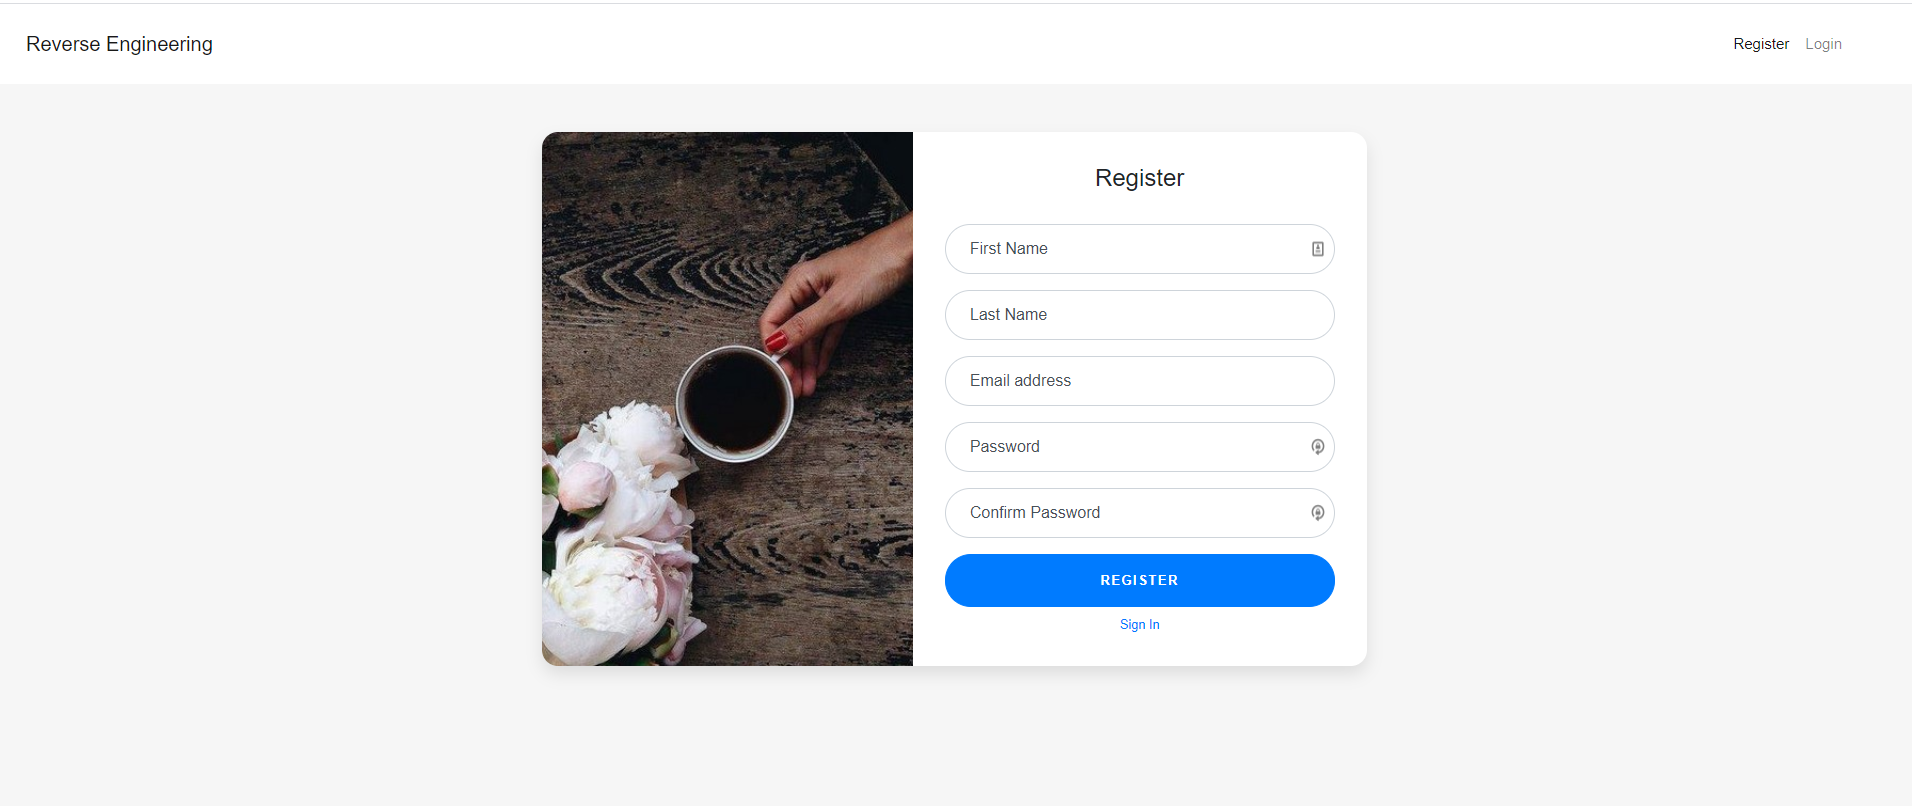 Reverse Engineering
Register Login
Register
First Name
Last Name
Email address
Password
Confirm Password
REGISTER
Sign In